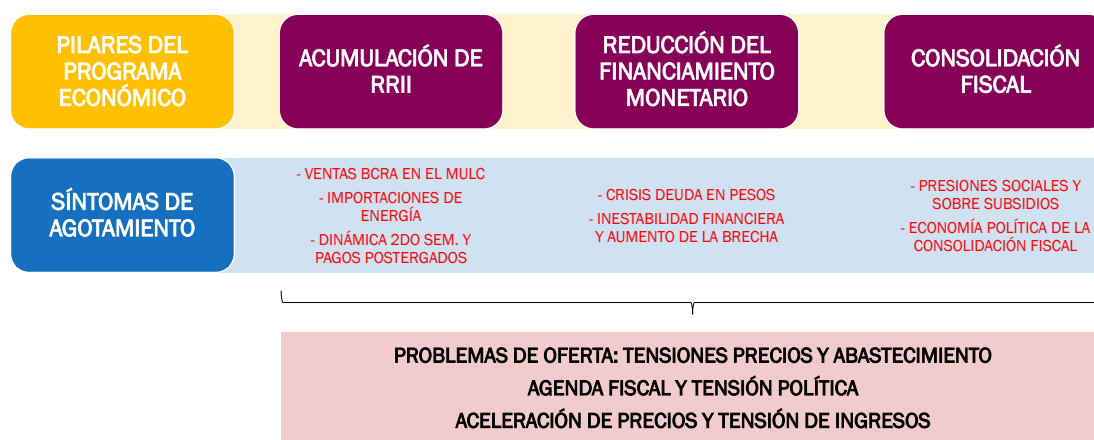 PILARES DEL
PROGRAMA
ECONÓMICO
ACUMULACIÓN DE
RRII
REDUCCIÓN DEL
FINANCIAMIENTO
MONETARIO
CONSOLIDACIÓN
FISCAL
SÍNTOMAS DE
AGOTAMIENTO
- VENTAS BCRA EN EL MULC
- IMPORTACIONES DE
ENERGÍA
- DINÁMICA 2DO SEM. Y
PAGOS POSTERGADOS
- CRISIS DEUDA EN PESOS
- INESTABILIDAD FINANCIERA
Y AUMENTO DE LA BRECHA
- PRESIONES SOCIALES Y
SOBRE SUBSIDIOS
- ECONOMÍA POLÍTICA DE LA
CONSOLIDACIÓN FISCAL
PROBLEMAS DE OFERTA: TENSIONES PRECIOS Y ABASTECIMIENTO
AGENDA FISCAL Y TENSIÓN POLÍTICA
ACELERACIÓN DE PRECIOS Y TENSIÓN DE INGRESOS